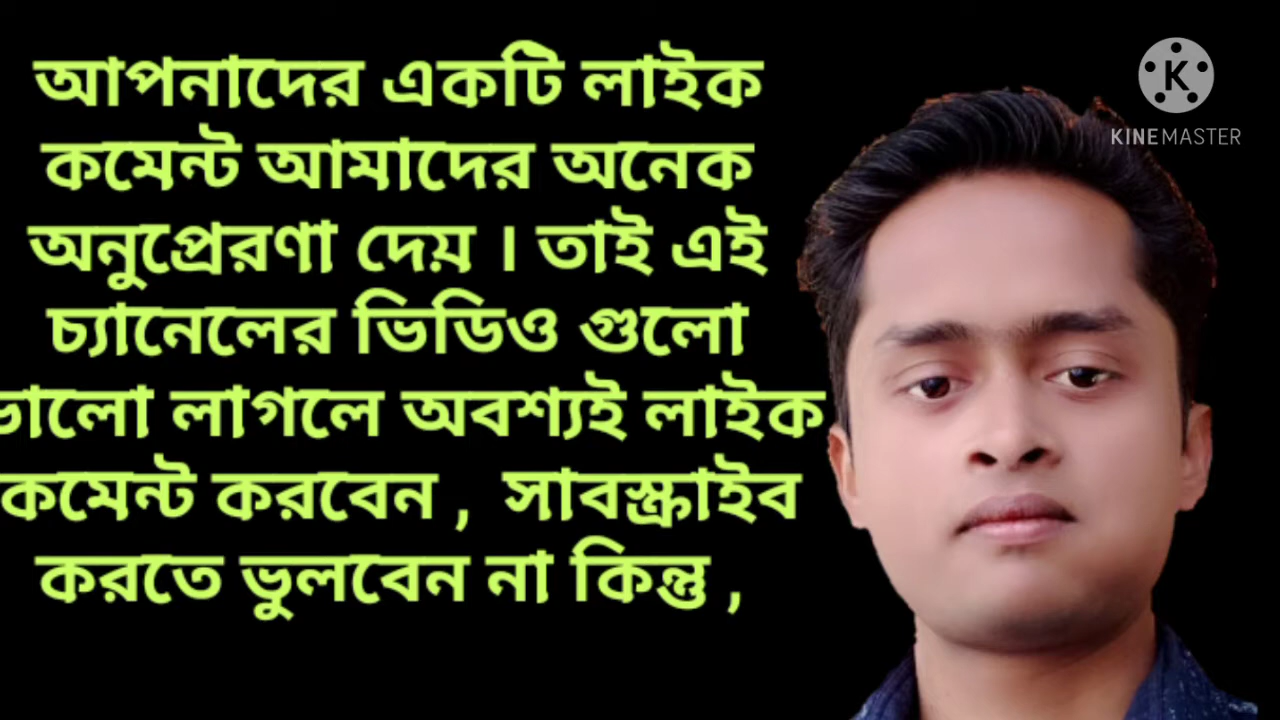 আপনাদের একটি লাইক
কমেন্ট আমাদের অনেক
অনুপ্রেরণা দেয় । তাই এই
চ্যানেলের ভিডিও গুলো
ভালো লাগলে অবশ্যই লাইক
কমেন্ট করবেন , সাবস্ক্রাইব
করতে ভুলবেন না কিন্তু ,
KINEMASTER